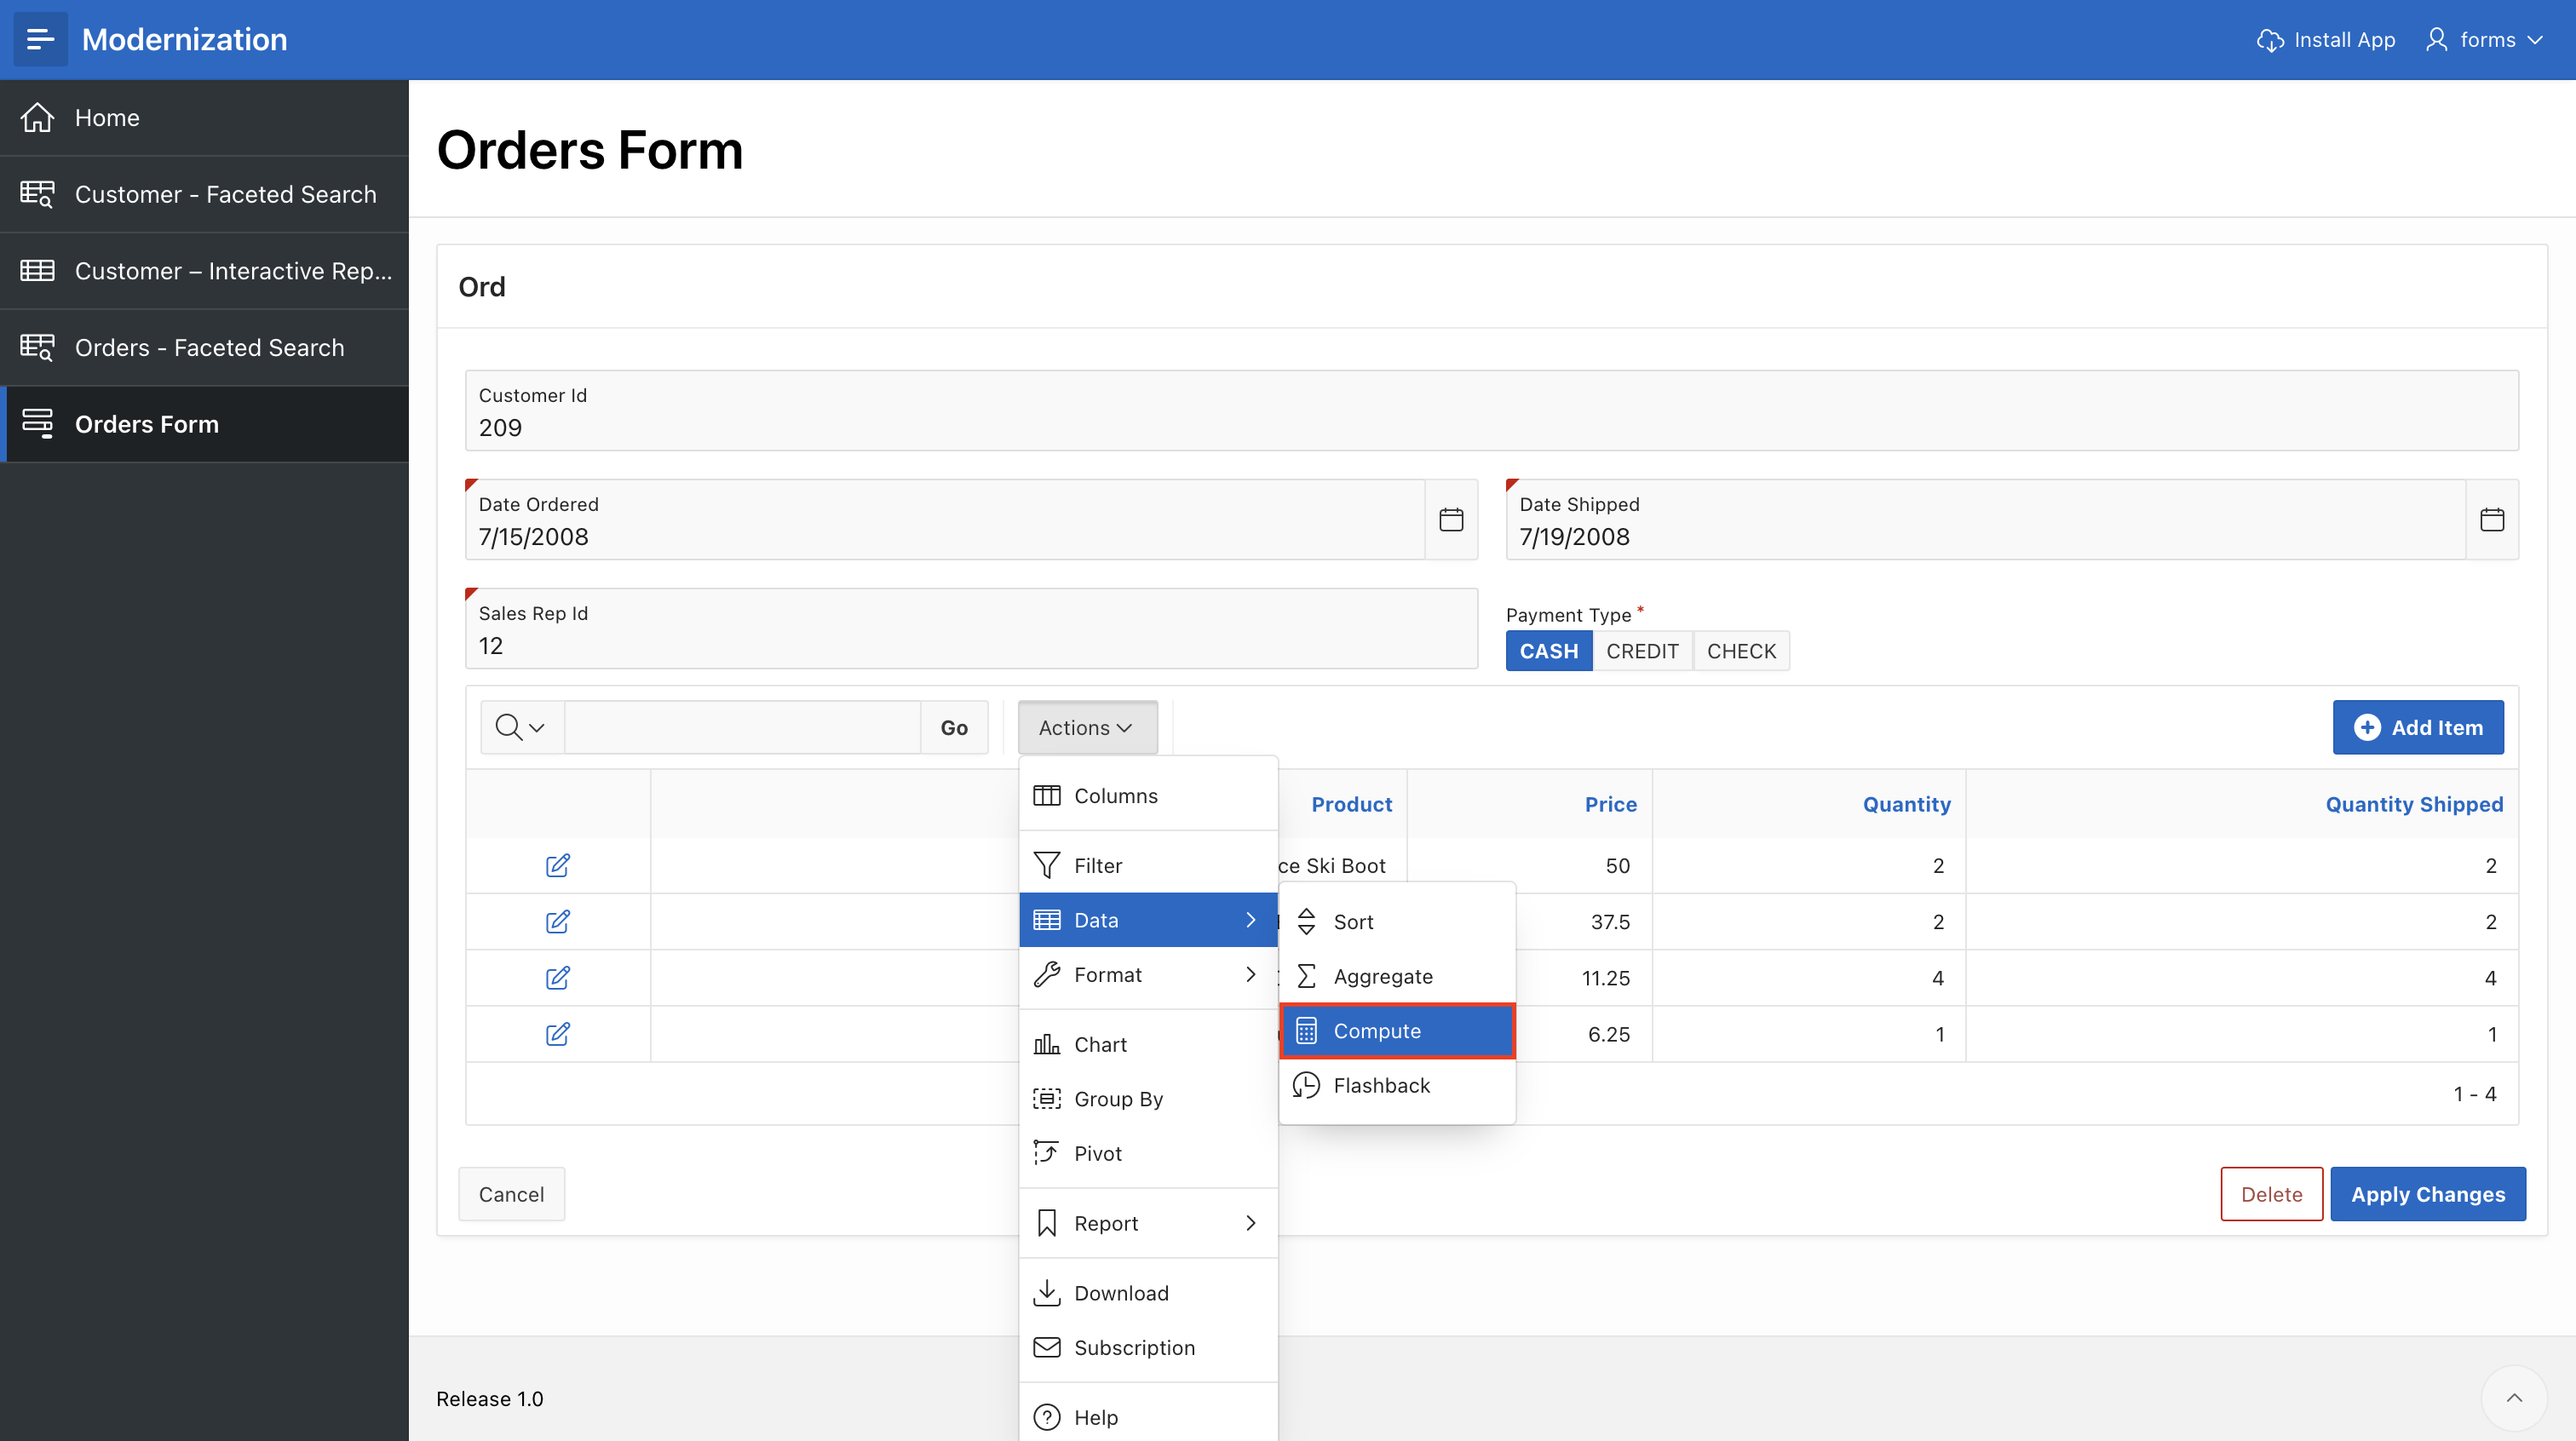 Modernization
Install App
forms
Home
Customer - Faceted Search
Customer – Interactive Rep...
Orders - Faceted Search
Orders Form
Orders Form
Ord
Customer Id
209
Date Ordered
7/15/2008
Date Shipped
7/19/2008
Sales Rep Id
12
Payment Type *
CASH CREDIT CHECK
Go
Actions
Add Item
Product Price Quantity Quantity Shipped
ce Ski Boot 50 2 2
37.5 2 2
11.25 4 4
6.25 1 1
1 - 4
Columns
Filter
Data
Format
Chart
Group By
Pivot
Report
Download
Subscription
Help
Sort
Aggregate
Compute
Flashback
Cancel
Delete
Apply Changes
Release 1.0